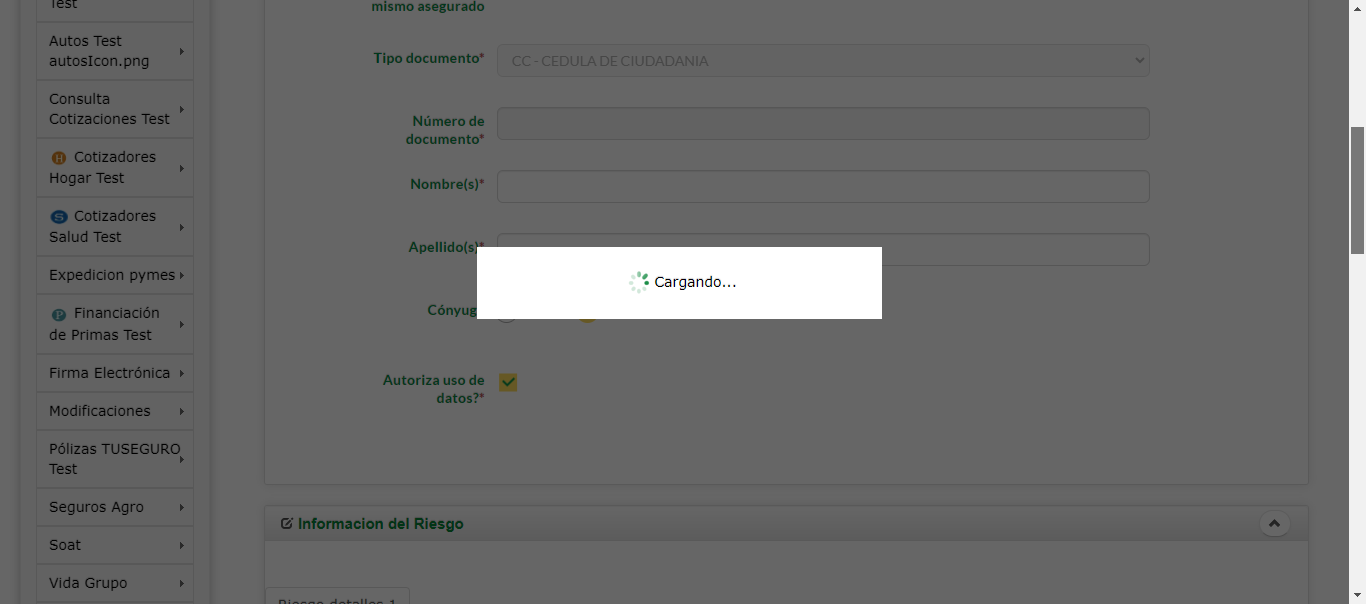 Test
Autos Test
autosIcon.png
Consulta
Cotizaciones Test
H Cotizadores
Hogar Test
S Cotizadores
Salud Test
Expedicion pymes
P Financiación
de Primas Test
Firma Electrónica
Modificaciones
Pólizas TUSEGURO
Test
Seguros Agro
Soat
Vida Grupo
mismo asegurado
Tipo documento*
CC - CEDULA DE CIUDADANIA
Número de
documento*
Nombre(s)*
Apellido(s)*
Cargando...
Cónyug
Autoriza uso de
datos?*
Informacion del Riesgo
Riesgo detalles 1